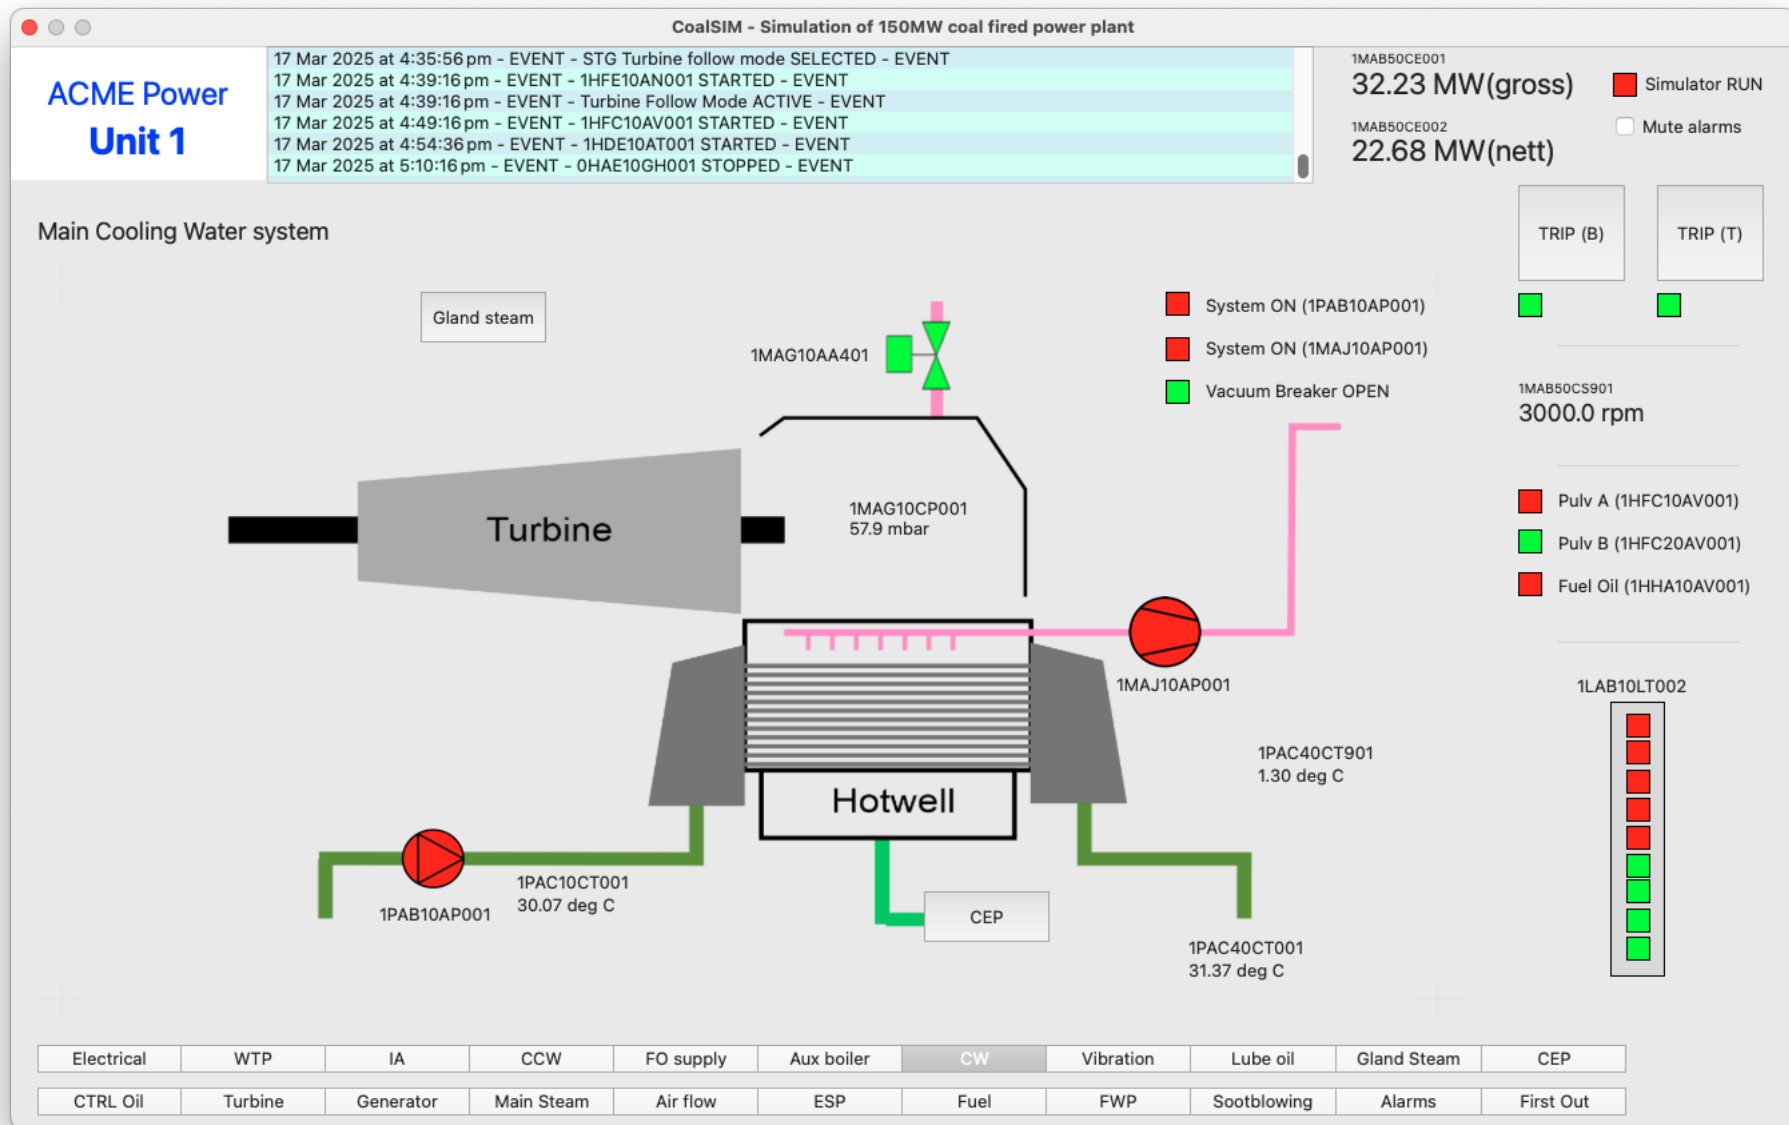 CoalSIM - Simulation of 150MW coal fired power plant
ACME Power
Unit 1
17 Mar 2025 at 4:35:56 pm - EVENT - STG Turbine follow mode SELECTED - EVENT
17 Mar 2025 at 4:39:16 pm - EVENT - 1HFE10AN001 STARTED - EVENT
17 Mar 2025 at 4:39:16 pm - EVENT - Turbine Follow Mode ACTIVE - EVENT
17 Mar 2025 at 4:49:16 pm - EVENT - 1HFC10AV001 STARTED - EVENT
17 Mar 2025 at 4:54:36 pm - EVENT - 1HDE10AT001 STARTED - EVENT
17 Mar 2025 at 5:10:16 pm - EVENT - 0HAE10GH001 STOPPED - EVENT
1MAB50CE001
32.23 MW(gross)
1MAB50CE002
22.68 MW(nett)
Simulator RUN
Mute alarms
TRIP (B)
TRIP (T)
Main Cooling Water system
Gland steam
1MAG10AA401
System ON (1PAB10AP001)
System ON (1MAJ10AP001)
Vacuum Breaker OPEN
1MAB50CS901
3000.0 rpm
Turbine
1MAG10CP001
57.9 mbar
Pulv A (1HFC10AV001)
Pulv B (1HFC20AV001)
Fuel Oil (1HHA10AV001)
1MAJ10AP001
1LAB10LT002
1PAC40CT901
1.30 deg C
Hotwell
1PAB10AP001
1PAC10CT001
30.07 deg C
CEP
1PAC40CT001
31.37 deg C
Electrical WTP IA CCW FO supply Aux boiler CW Vibration Lube oil Gland Steam CEP
CTRL Oil Turbine Generator Main Steam Air flow ESP Fuel FWP Sootblowing Alarms First Out